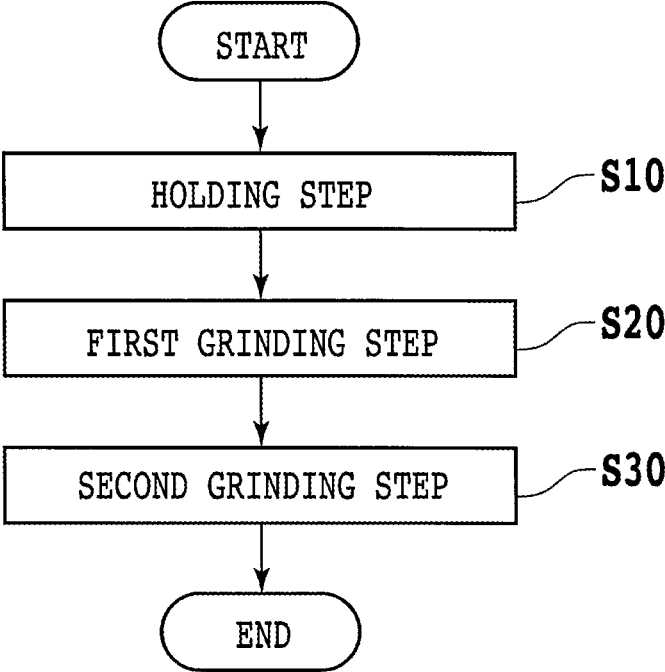 START
HOLDING STEP
S10
FIRST GRINDING STEP
S20
SECOND GRINDING STEP
S30
END